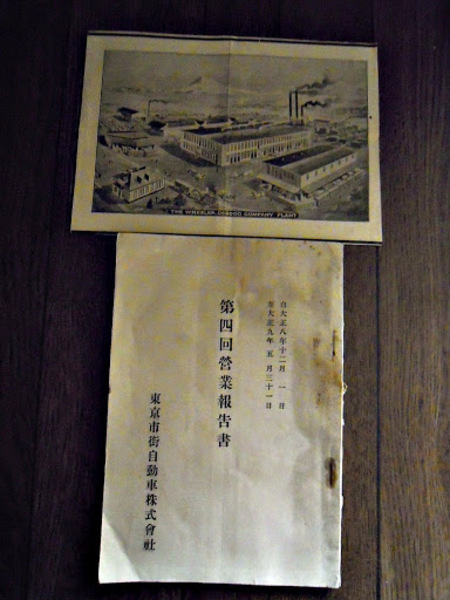 THE WHEELER, OSGOOD COMPANY PLANT
自大正八年十二月一日
至大正九年五月三十一日
第四回營業報告書
東京市街自動車株式會社